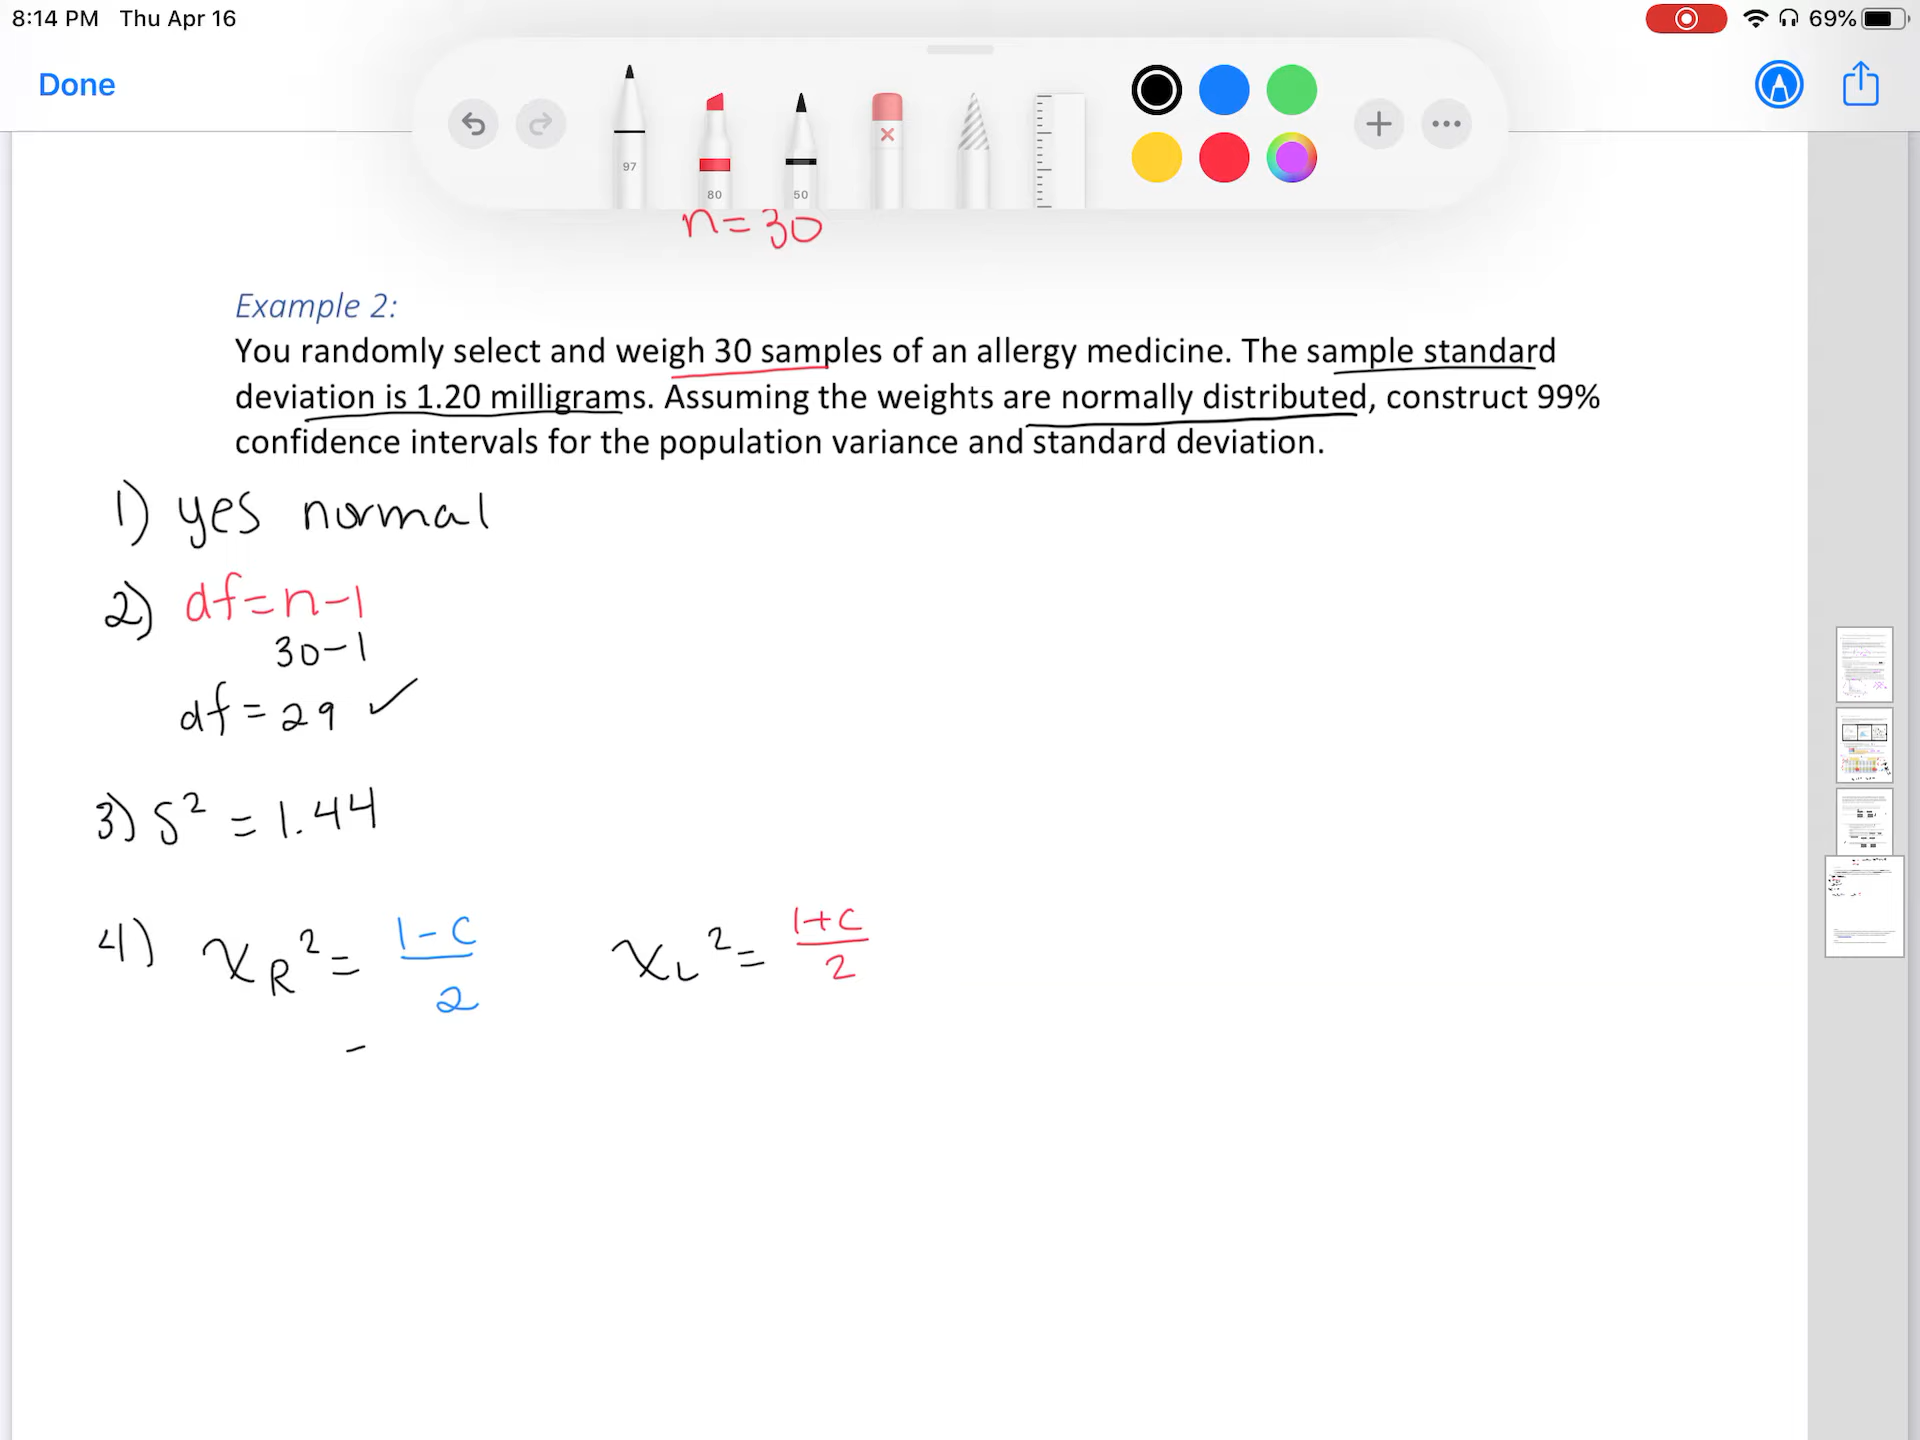 8:14 PM Thu Apr 16
69%
Done
97
80
50
n=30
Example 2:
You randomly select and weigh 30 samples of an allergy medicine. The sample standard
deviation is 1.20 milligrams. Assuming the weights are normally distributed, construct 99%
confidence intervals for the population variance and standard deviation.
1) yes normal
2) df=n-1
30-1
df=29 ✓
3) S² = 1.44
4) χ_R² = (1-c)/2 χ_L² = (1+c)/2
-